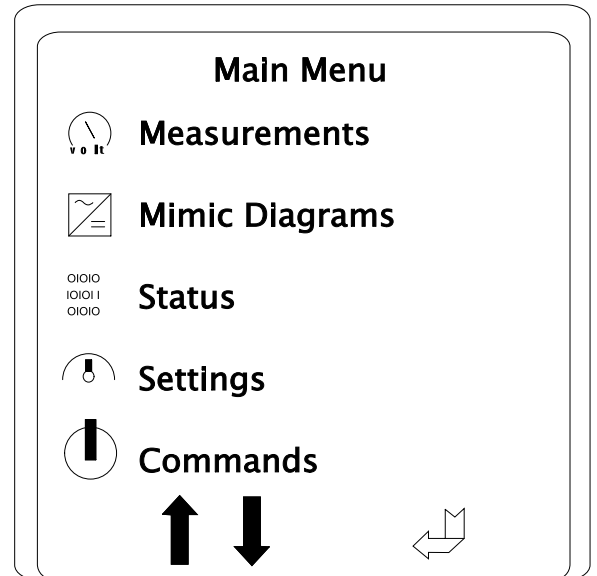 Main Menu
volt Measurements
Mimic Diagrams
OIOIO
IOIOI I
OIOIO
Status
Settings
Commands